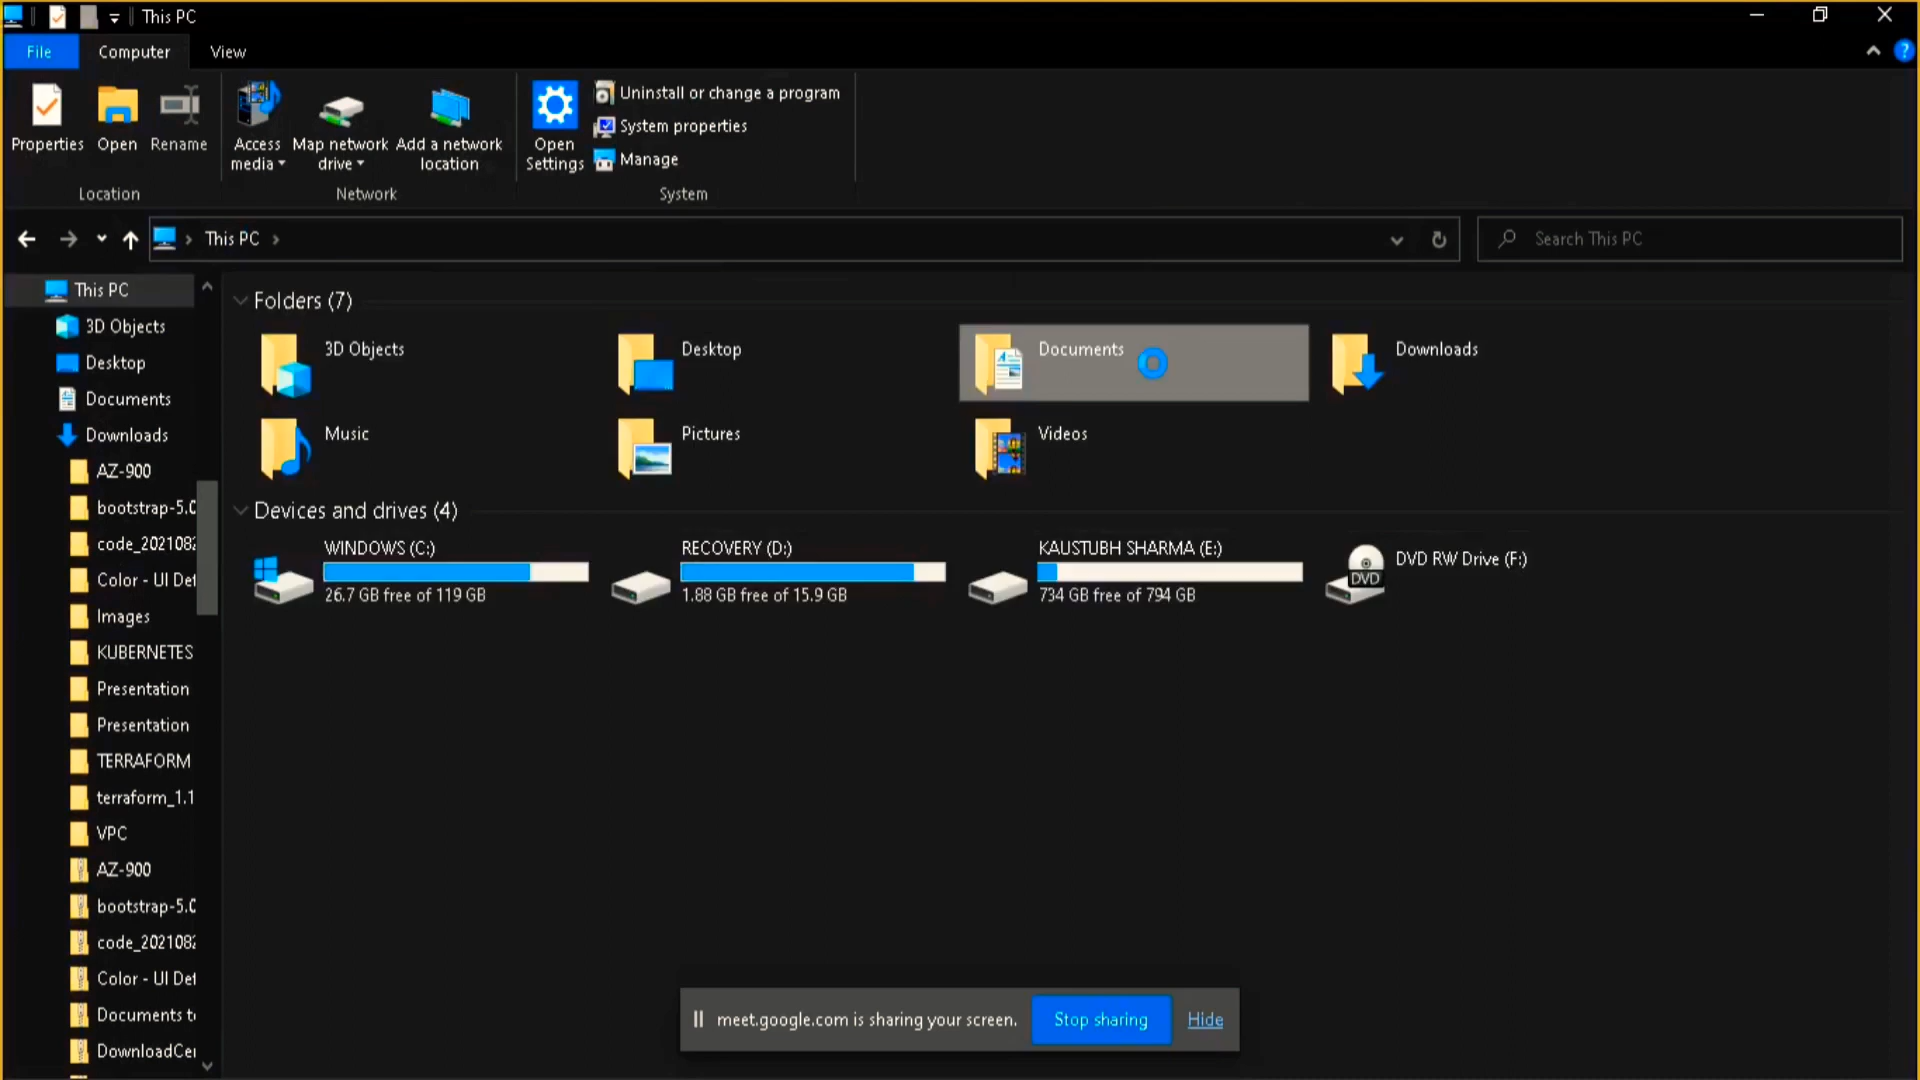 This PC
File
Computer
View
?
Properties
Open
Rename
Access
media
Map network
drive
Add a network
location
Open
Settings
Uninstall or change a program
System properties
Manage
Location
Network
System
This PC
Search This PC
This PC
3D Objects
Desktop
Documents
Downloads
AZ-900
bootstrap-5.0
code_202108
Color - UI De
Images
KUBERNETES
Presentation
Presentation
TERRAFORM
terraform_1.1
VPC
AZ-900
bootstrap-5.0
code_202108
Color - UI De
Documents t
DownloadCe
Folders (7)
3D Objects
Desktop
Documents
Downloads
Music
Pictures
Videos
Devices and drives (4)
WINDOWS (C:)
26.7 GB free of 119 GB
RECOVERY (D:)
1.88 GB free of 15.9 GB
KAUSTUBH SHARMA (E:)
734 GB free of 794 GB
DVD
DVD RW Drive (F:)
meet.google.com is sharing your screen.
Stop sharing
Hide